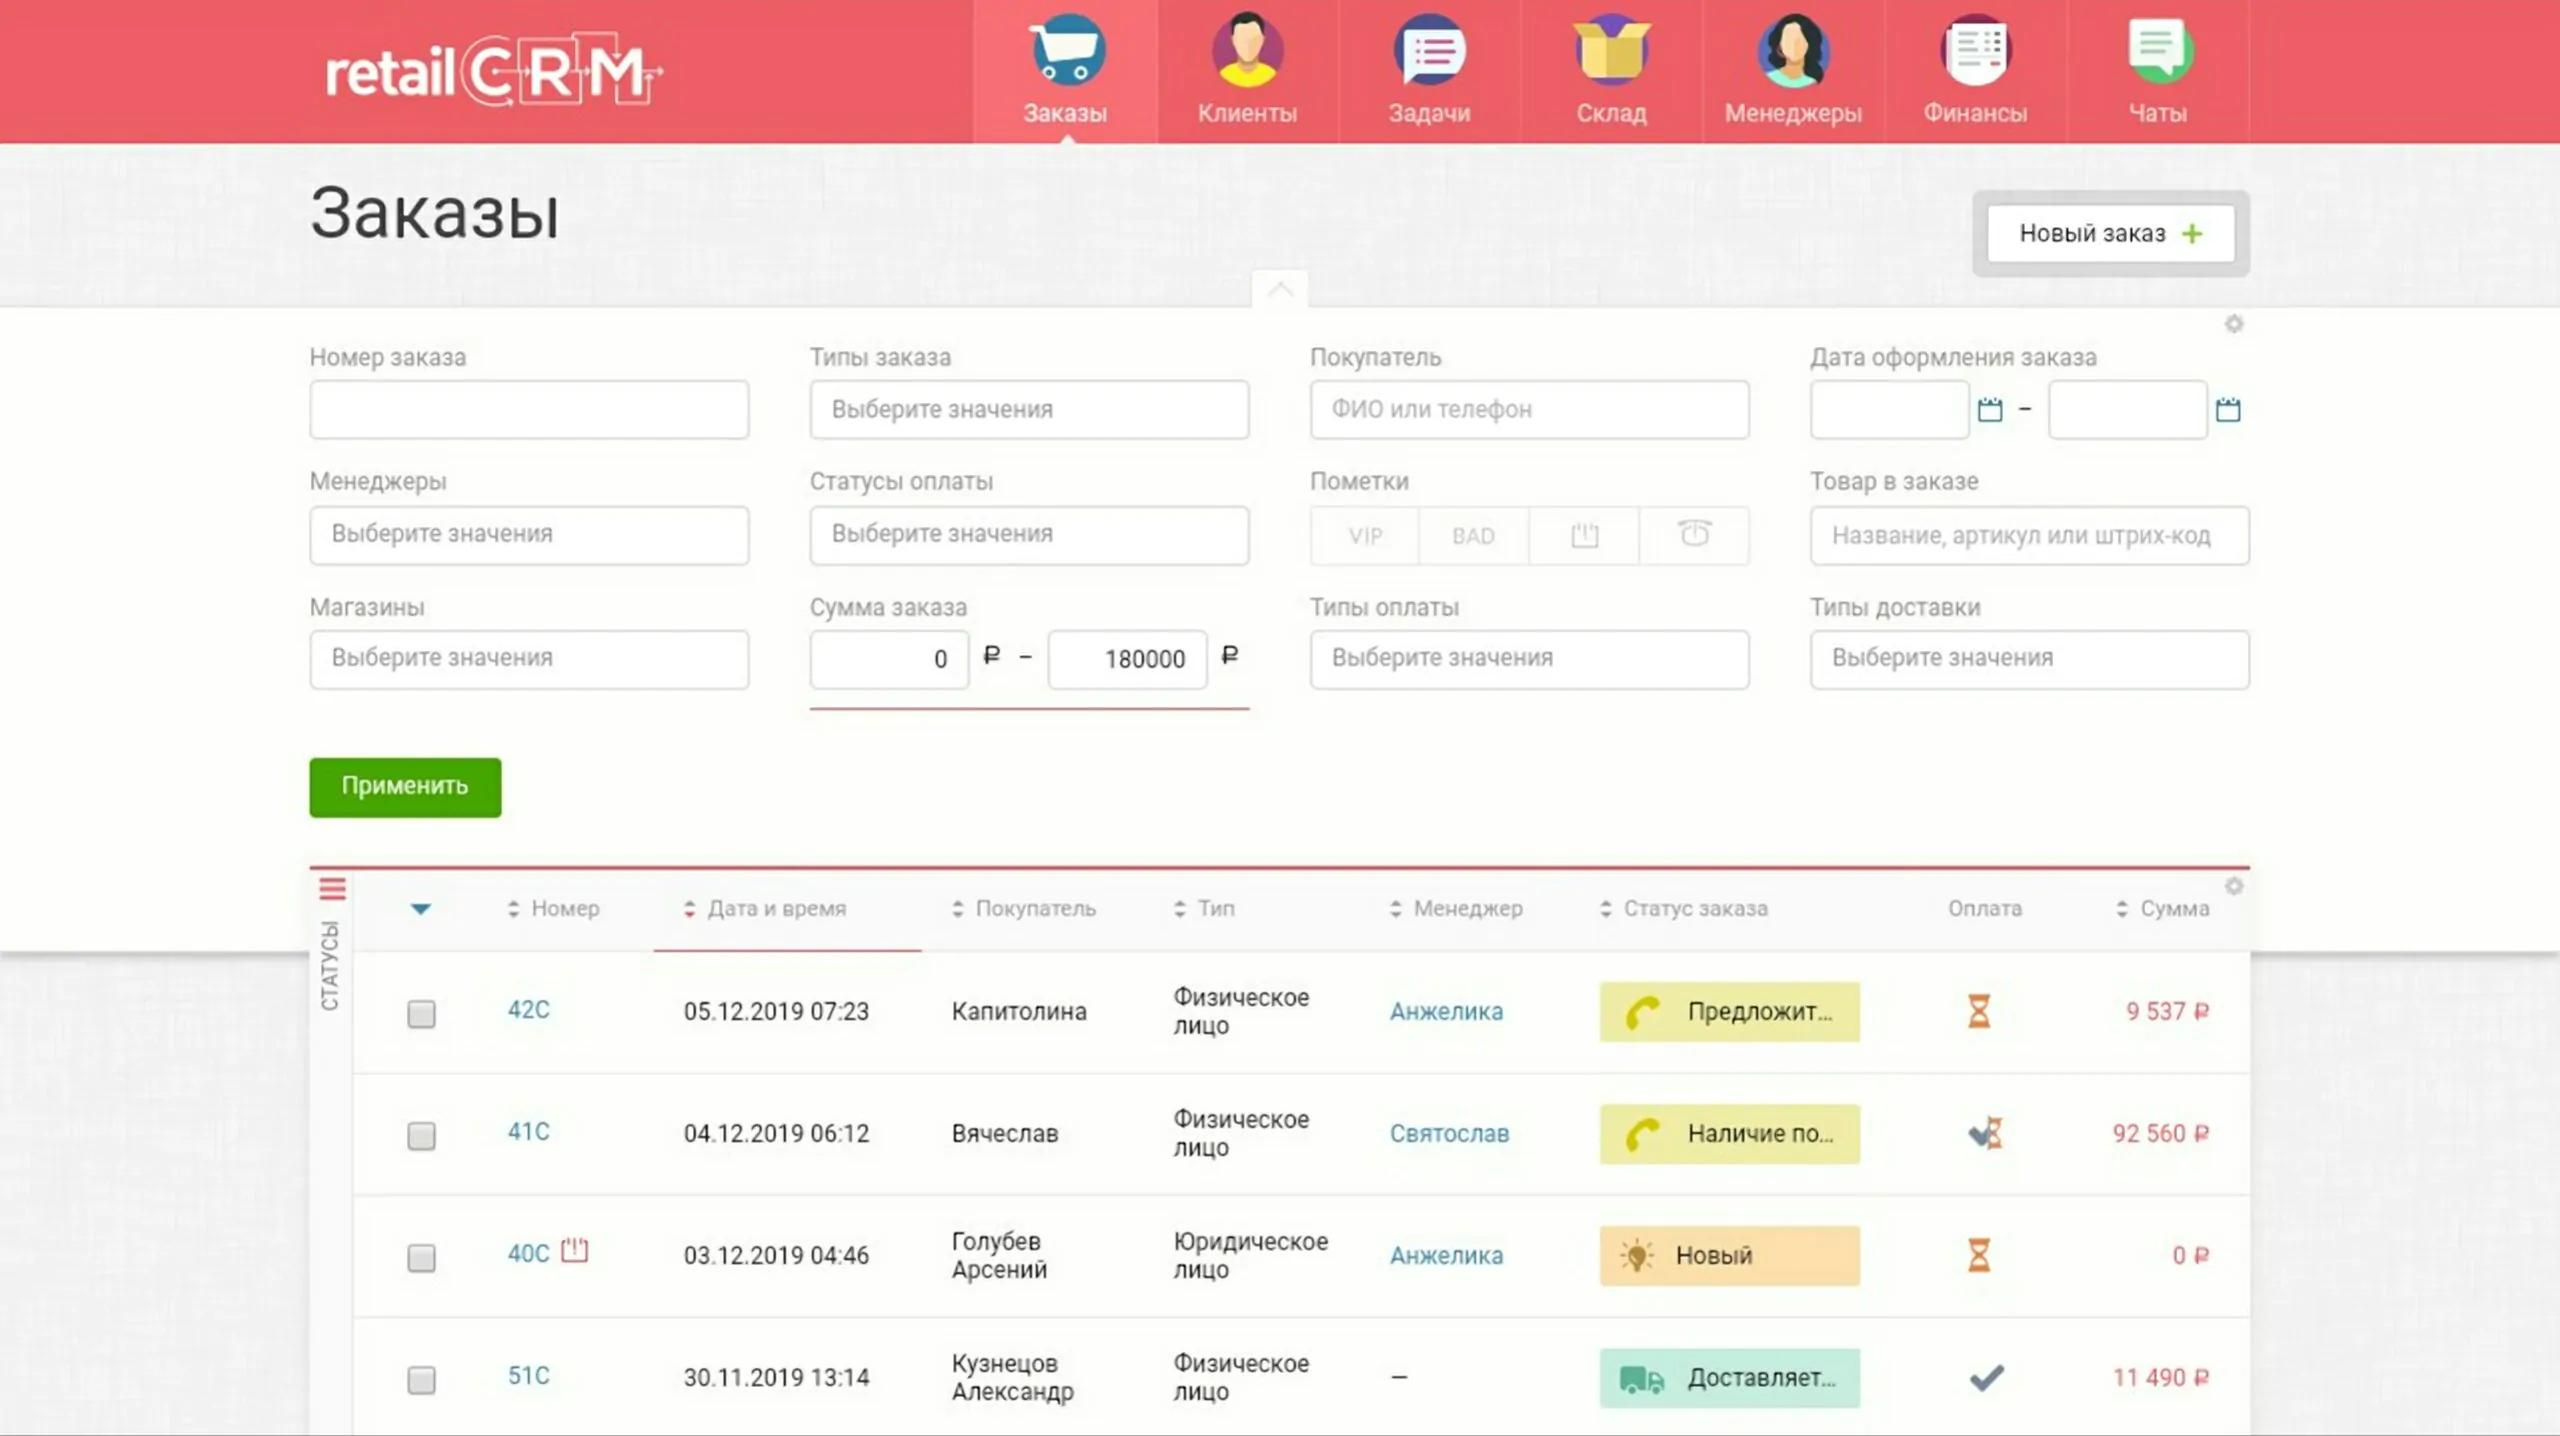 retailCRM
Заказы
Клиенты
Задачи
Склад
Менеджеры
Финансы
Чаты
Заказы
Новый заказ +
Номер заказа
Типы заказа
Покупатель
Дата оформления заказа
Выберите значения
ФИО или телефон
–
Менеджеры
Статусы оплаты
Пометки
Товар в заказе
Выберите значения
Выберите значения
VIP
BAD
Название, артикул или штрих-код
Магазины
Сумма заказа
Типы оплаты
Типы доставки
Выберите значения
0 ₽ – 180000 ₽
Выберите значения
Выберите значения
Применить
СТАТУСЫ
Номер
Дата и время
Покупатель
Тип
Менеджер
Статус заказа
Оплата
Сумма
42C
05.12.2019 07:23
Капитолина
Физическое
лицо
Анжелика
Предложит...
9 537 ₽
41C
04.12.2019 06:12
Вячеслав
Физическое
лицо
Святослав
Наличие по...
92 560 ₽
40C
03.12.2019 04:46
Голубев
Арсений
Юридическое
лицо
Анжелика
Новый
0 ₽
51C
30.11.2019 13:14
Кузнецов
Александр
Физическое
лицо
–
Доставляет...
11 490 ₽